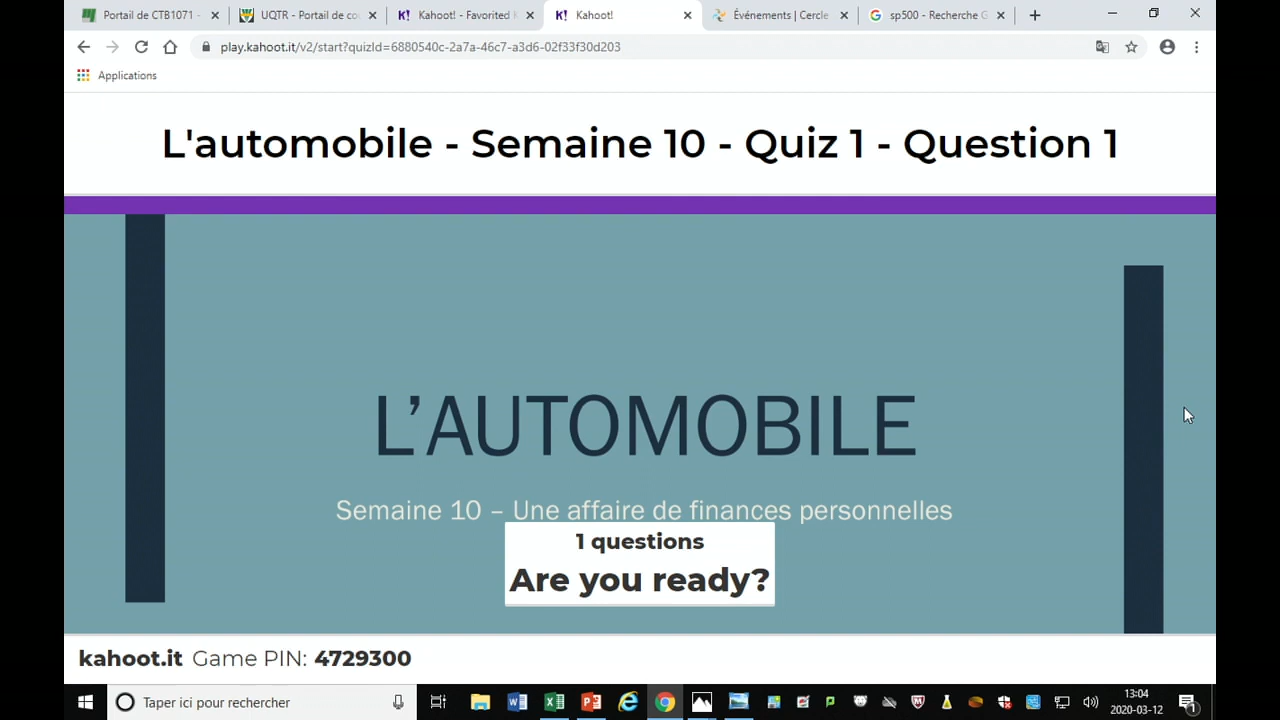 Portail de CTB1071 -
UQTR - Portail de co
Kahoot! - Favorited K
Kahoot!
Événements | Cercle
sp500 - Recherche G
play.kahoot.it/v2/start?quizId=6880540c-2a7a-46c7-a3d6-02f33f30d203
Applications
L'automobile - Semaine 10 - Quiz 1 - Question 1
L'AUTOMOBILE
Semaine 10 – Une affaire de finances personnelles
1 questions
Are you ready?
kahoot.it Game PIN: 4729300
Taper ici pour rechercher
13:04
2020-03-12